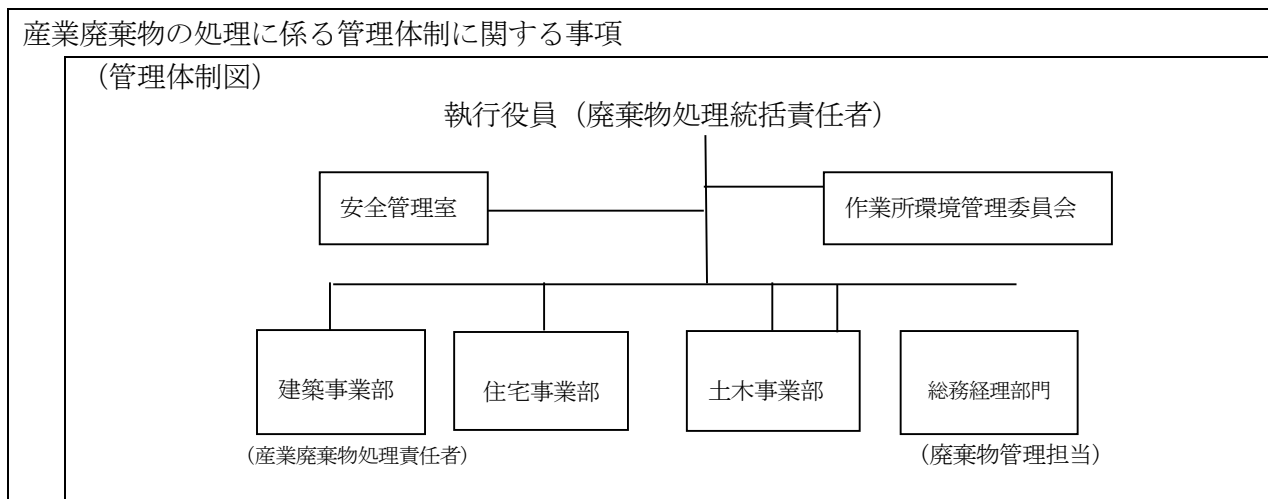 産業廃棄物の処理に係る管理体制に関する事項
（管理体制図）
執行役員（廃棄物処理統括責任者）
安全管理室
作業所環境管理委員会
建築事業部
住宅事業部
土木事業部
総務経理部門
（産業廃棄物処理責任者）
（廃棄物管理担当）